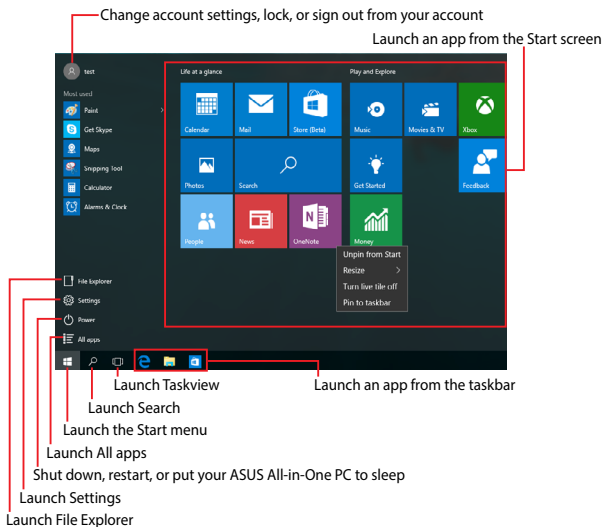 Change account settings, lock, or sign out from your account
Launch an app from the Start screen
test
Life at a glance
Play and Explore
Most used
Paint
Get Skype
Maps
Snipping Tool
Calculator
Alarms & Clock
Calendar
Mail
Store (Beta)
Music
Movies & TV
Xbox
Photos
Search
Get Started
Feedback
People
News
OneNote
Money
Unpin from Start
Resize
Turn live tile off
Pin to taskbar
File Explorer
Settings
Power
All apps
Launch Taskview
Launch an app from the taskbar
Launch Search
Launch the Start menu
Launch All apps
Shut down, restart, or put your ASUS All-in-One PC to sleep
Launch Settings
Launch File Explorer